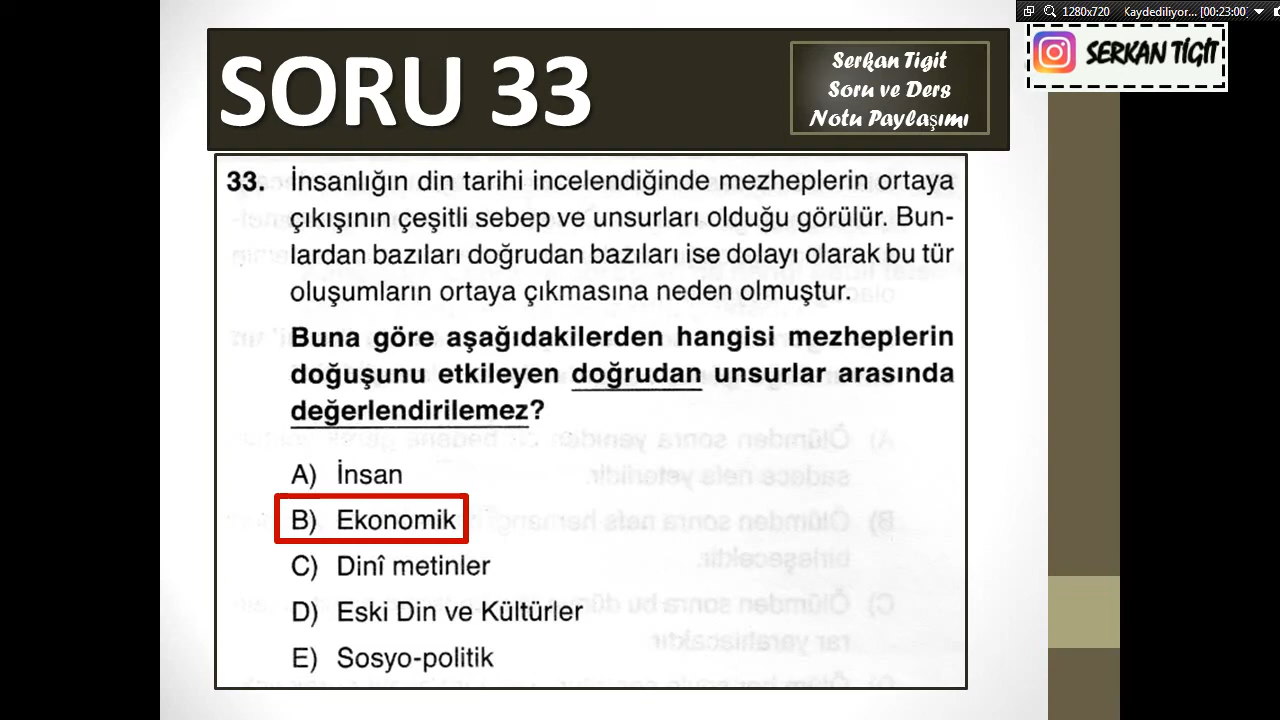 1280x720 Kaydediliyor... [00:23:00]
SERKAN TİGİT
SORU 33
Serkan Tigit
Soru ve Ders
Notu Paylaşımı
33. İnsanlığın din tarihi incelendiğinde mezheplerin ortaya
çıkışının çeşitli sebep ve unsurları olduğu görülür. Bun-
lardan bazıları doğrudan bazıları ise dolayı olarak bu tür
oluşumların ortaya çıkmasına neden olmuştur.
Buna göre aşağıdakilerden hangisi mezheplerin
doğuşunu etkileyen doğrudan unsurlar arasında
değerlendirilemez?
A) İnsan
B) Ekonomik
C) Dinî metinler
D) Eski Din ve Kültürler
E) Sosyo-politik